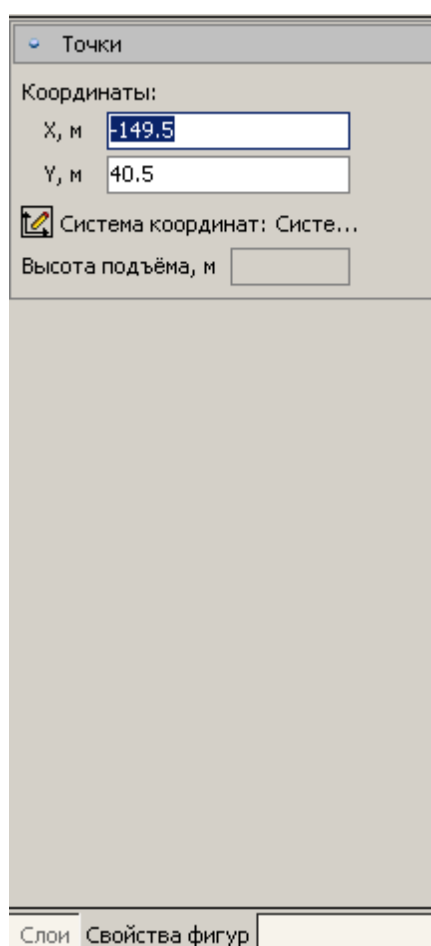 Точки
Координаты:
X, м -149.5
Y, м 40.5
Система координат: Систе...
Высота подъёма, м
Слои Свойства фигур